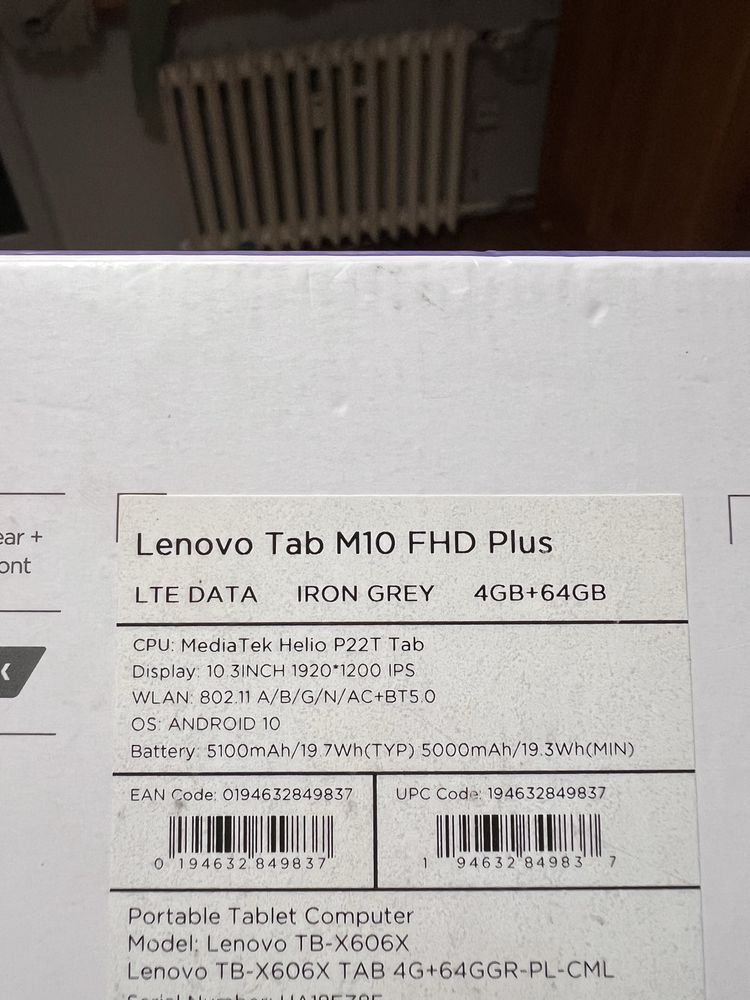 ear +
ont
Lenovo Tab M10 FHD Plus
LTE DATA IRON GREY 4GB+64GB
CPU: MediaTek Helio P22T Tab
Display: 10.3INCH 1920*1200 IPS
WLAN: 802.11 A/B/G/N/AC+BT5.0
OS: ANDROID 10
Battery: 5100mAh/19.7Wh(TYP) 5000mAh/19.3Wh(MIN)
EAN Code: 0194632849837 UPC Code: 194632849837
0 194632 849837 1 94632 84983 7
Portable Tablet Computer
Model: Lenovo TB-X606X
Lenovo TB-X606X TAB 4G+64GGR-PL-CML
Serial Number: